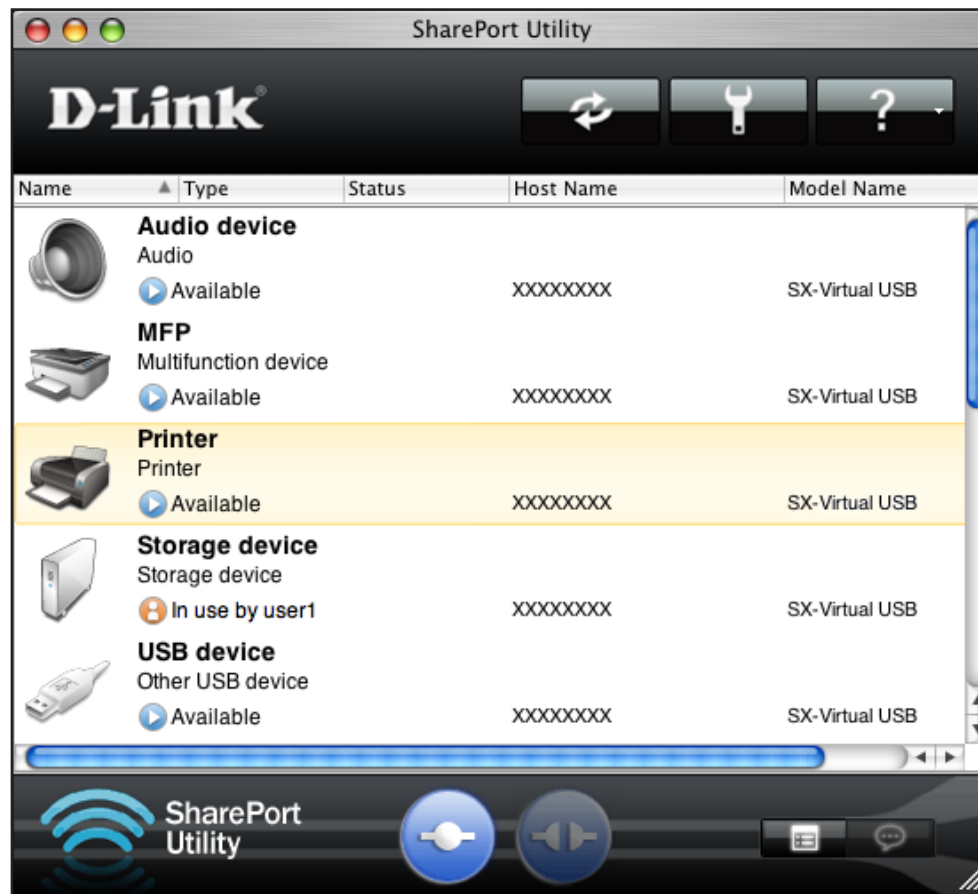 SharePort Utility
D-Link®
?
Name Type Status Host Name Model Name
Audio device
Audio
Available XXXXXXXX SX-Virtual USB
MFP
Multifunction device
Available XXXXXXXX SX-Virtual USB
Printer
Printer
Available XXXXXXXX SX-Virtual USB
Storage device
Storage device
In use by user1 XXXXXXXX SX-Virtual USB
USB device
Other USB device
Available XXXXXXXX SX-Virtual USB
SharePort
Utility